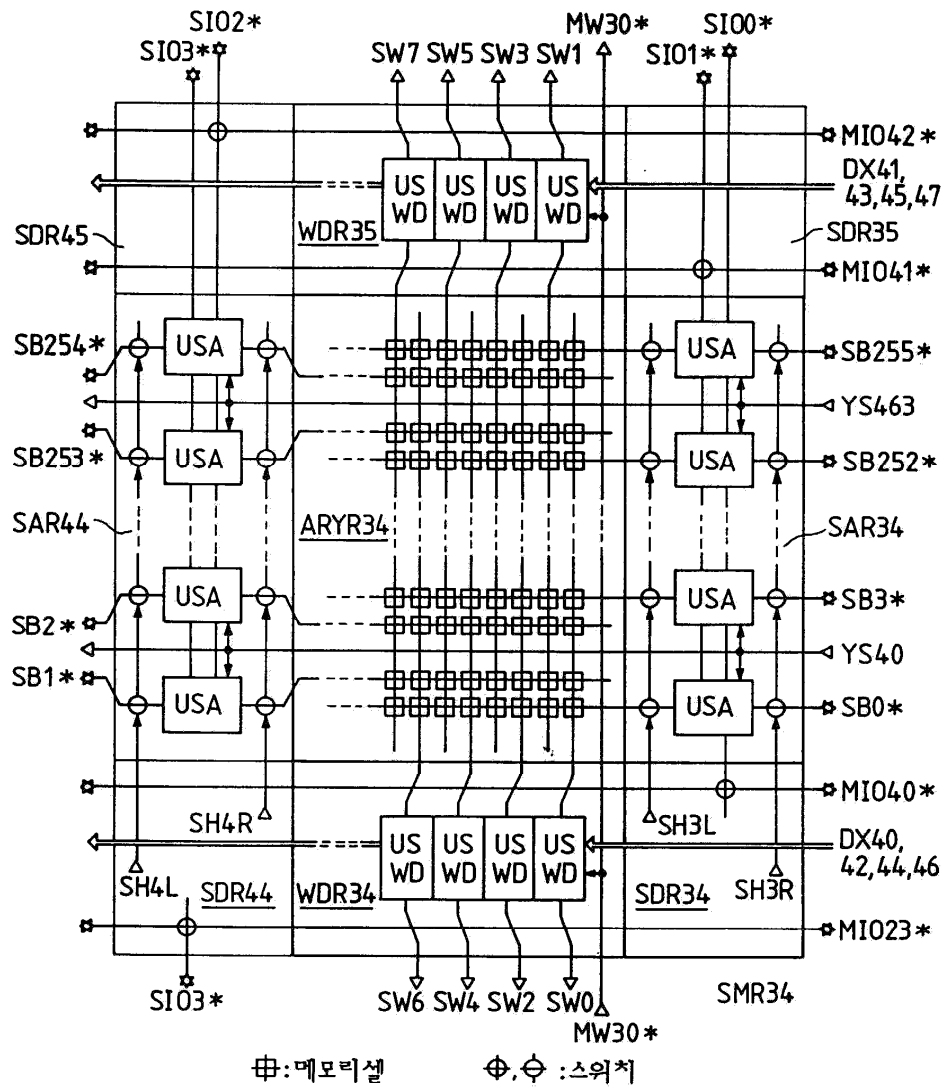 SIO2* MW30* SIO0*
SIO3* SW7 SW5 SW3 SW1 SIO1*
MIO42*
US WD US WD US WD US WD
DX41,
43,45,47
SDR45 WDR35 SDR35
MIO41*
SB254* USA USA SB255*
YS463
SB253* USA USA SB252*
SAR44 ARYR34 SAR34
USA USA SB3*
SB2*
YS40
SB1*
USA USA SB0*
MIO40*
SH4R SH3L
US WD US WD US WD US WD
DX40,
42,44,46
SH4L SDR44 WDR34 SDR34 SH3R
MIO23*
SIO3* SW6 SW4 SW2 SW0 SMR34
MW30*
:메모리셀 , :스위치